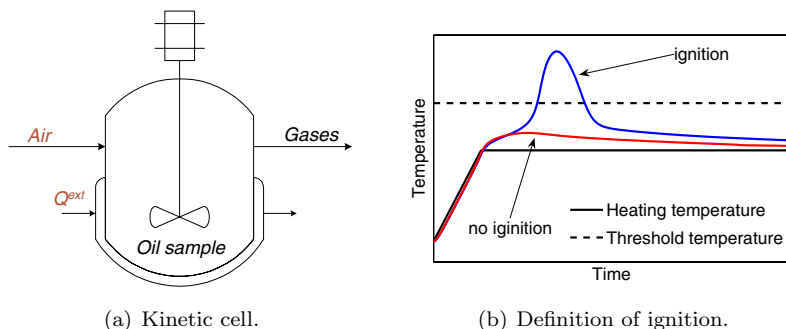 Air
Gases
Q^ext
Oil sample
(a) Kinetic cell.
Temperature
ignition
no iginition
Heating temperature
Threshold temperature
Time
(b) Definition of ignition.